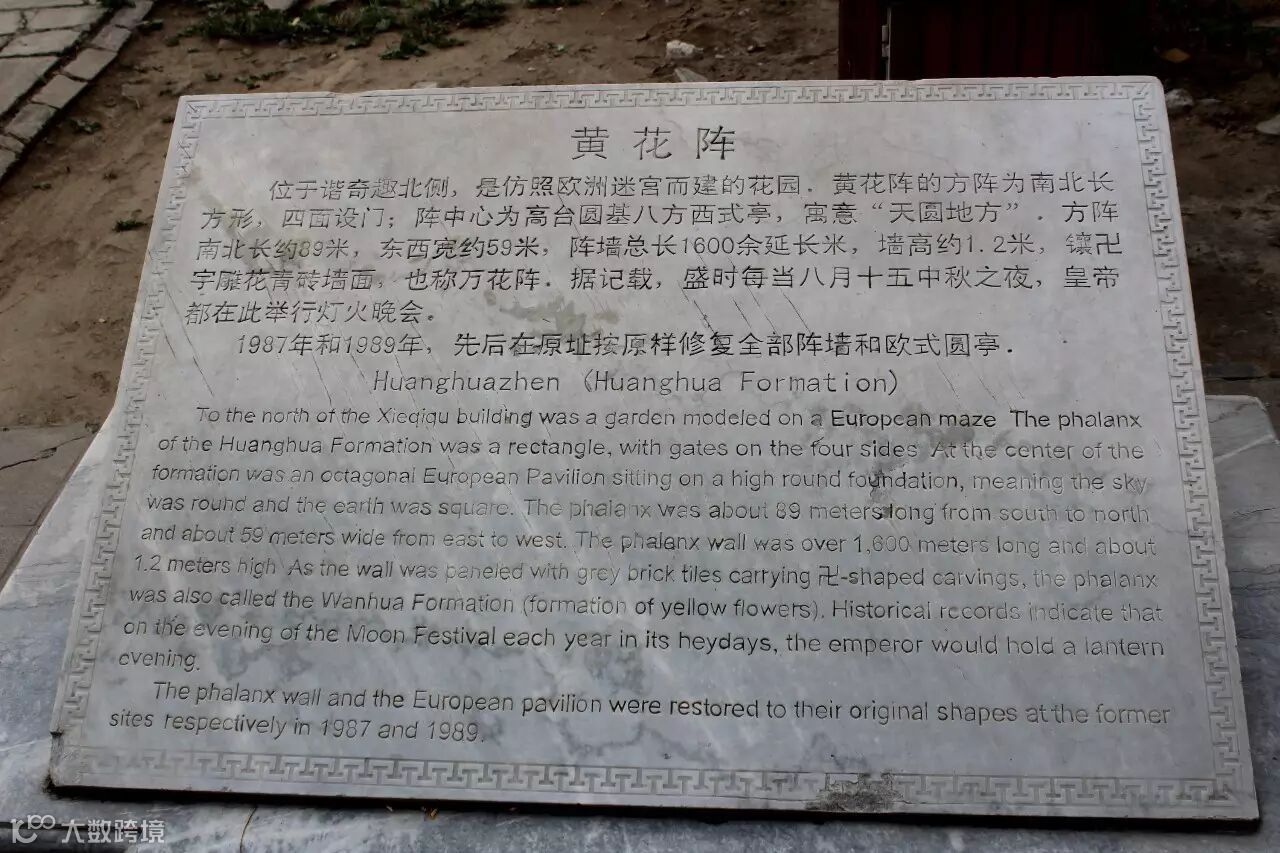 黄花阵
位于谐奇趣北侧，是仿照欧洲迷宫而建的花园．黄花阵的方阵为南北长
方形，四面设门；阵中心为高台圆基八方西式亭，寓意“天圆地方”．方阵
南北长约89米，东西宽约59米，阵墙总长1600余延长米，墙高约1.2米，镶卍
字雕花青砖墙面，也称万花阵．据记载，盛时每当八月十五中秋之夜，皇帝
都在此举行灯火晚会。
1987年和1989年，先后在原址按原样修复全部阵墙和欧式圆亭．
Huanghuazhen (Huanghua Formation)
To the north of the Xieqiqu building was a garden modeled on a European maze The phalanx
of the Huanghua Formation was a rectangle, with gates on the four sides At the center of the
formation was an octagonal European Pavilion sitting on a high round foundation, meaning the sky
was round and the earth was square. The phalanx was about 89 meters long from south to north
and about 59 meters wide from east to west. The phalanx wall was over 1,600 meters long and about
1.2 meters high As the wall was paneled with grey brick tiles carrying 卍-shaped carvings, the phalanx
was also called the Wanhua Formation (formation of yellow flowers). Historical records indicate that
on the evening of the Moon Festival each year in its heydays, the emperor would hold a lantern
evening.
The phalanx wall and the European pavilion were restored to their original shapes at the former
sites respectively in 1987 and 1989.
大数跨境